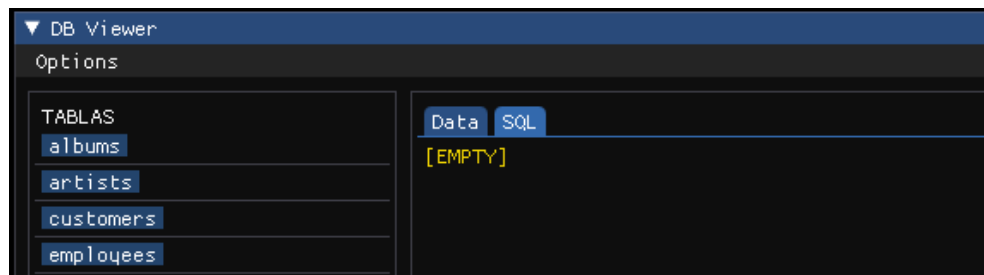 DB Viewer
Options
TABLAS
albums
artists
customers
employees
Data SQL
[EMPTY]